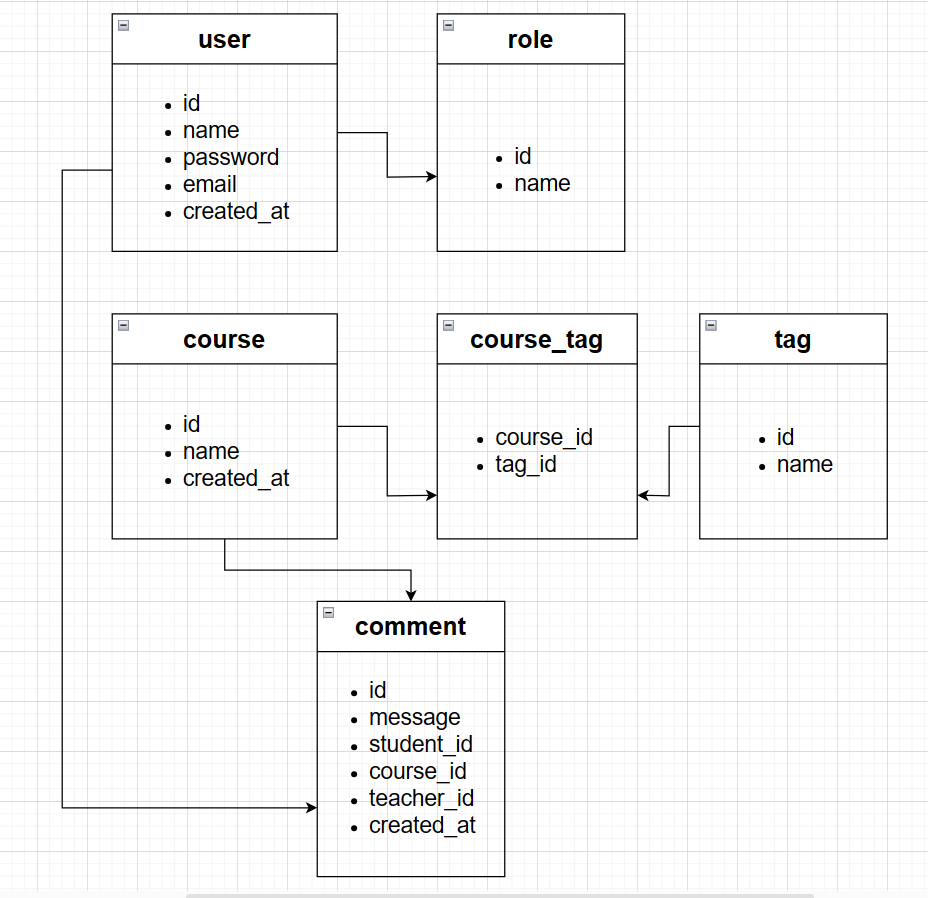 user
id
name
password
email
created_at
role
id
name
course
id
name
created_at
course_tag
course_id
tag_id
tag
id
name
comment
id
message
student_id
course_id
teacher_id
created_at